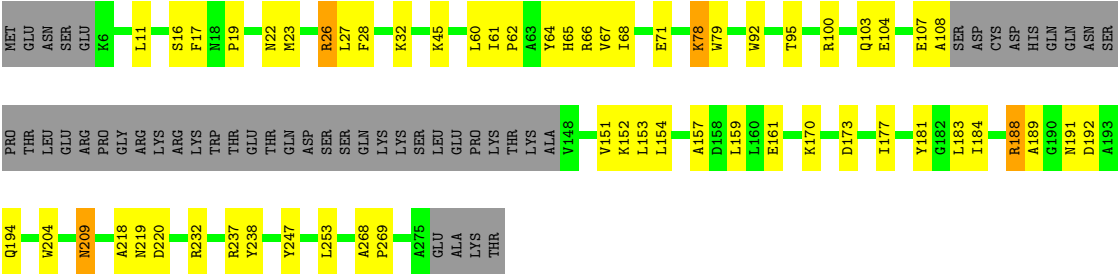 MET GLU ASN SER GLU K6 L11 S16 F17 N18 P19 N22 M23 R26 L27 F28 K32 K45 L60 I61 P62 A63 Y64 H65 R66 V67 I68 E71 K78 W79 W92 T95 R100 Q103 E104 E107 A108 SER ASP CYS ASP HIS GLN GLN ASN SER
PRO THR LEU GLU ARG PRO GLY ARG LYS ARG LYS TRP THR GLU THR GLN ASP SER SER GLN LYS LYS SER LEU GLU PRO LYS THR LYS ALA V148 V151 K152 L153 L154 A157 D158 L159 L160 E161 K170 D173 I177 Y181 G182 L183 I184 R188 A189 G190 N191 D192 A193
Q194 W204 N209 A218 N219 D220 R232 R237 Y238 Y247 L253 A268 P269 A275 GLU ALA LYS THR